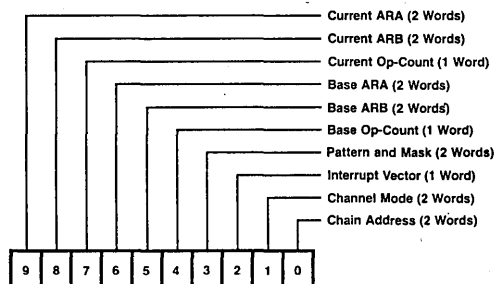 Current ARA (2 Words)
Current ARB (2 Words)
Current Op-Count (1 Word)
Base ARA (2 Words)
Base ARB (2 Words)
Base Op-Count (1 Word)
Pattern and Mask (2 Words)
Interrupt Vector (1 Word)
Channel Mode (2 Words)
Chain Address (2 Words)
9 8 7 6 5 4 3 2 1 0